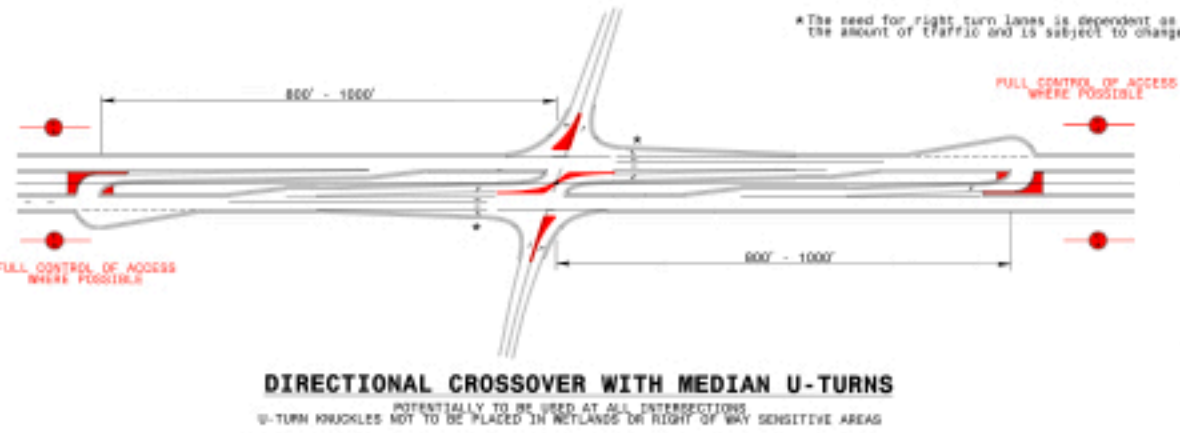 * The need for right turn lanes is dependent on
the amount of traffic and is subject to change
FULL CONTROL OF ACCESS
WHERE POSSIBLE
800' - 1000'
800' - 1000'
FULL CONTROL OF ACCESS
WHERE POSSIBLE
*
*
DIRECTIONAL CROSSOVER WITH MEDIAN U-TURNS
POTENTIALLY TO BE USED AT ALL INTERSECTIONS
U-TURN KNUCKLES NOT TO BE PLACED IN WETLANDS OR RIGHT OF WAY SENSITIVE AREAS